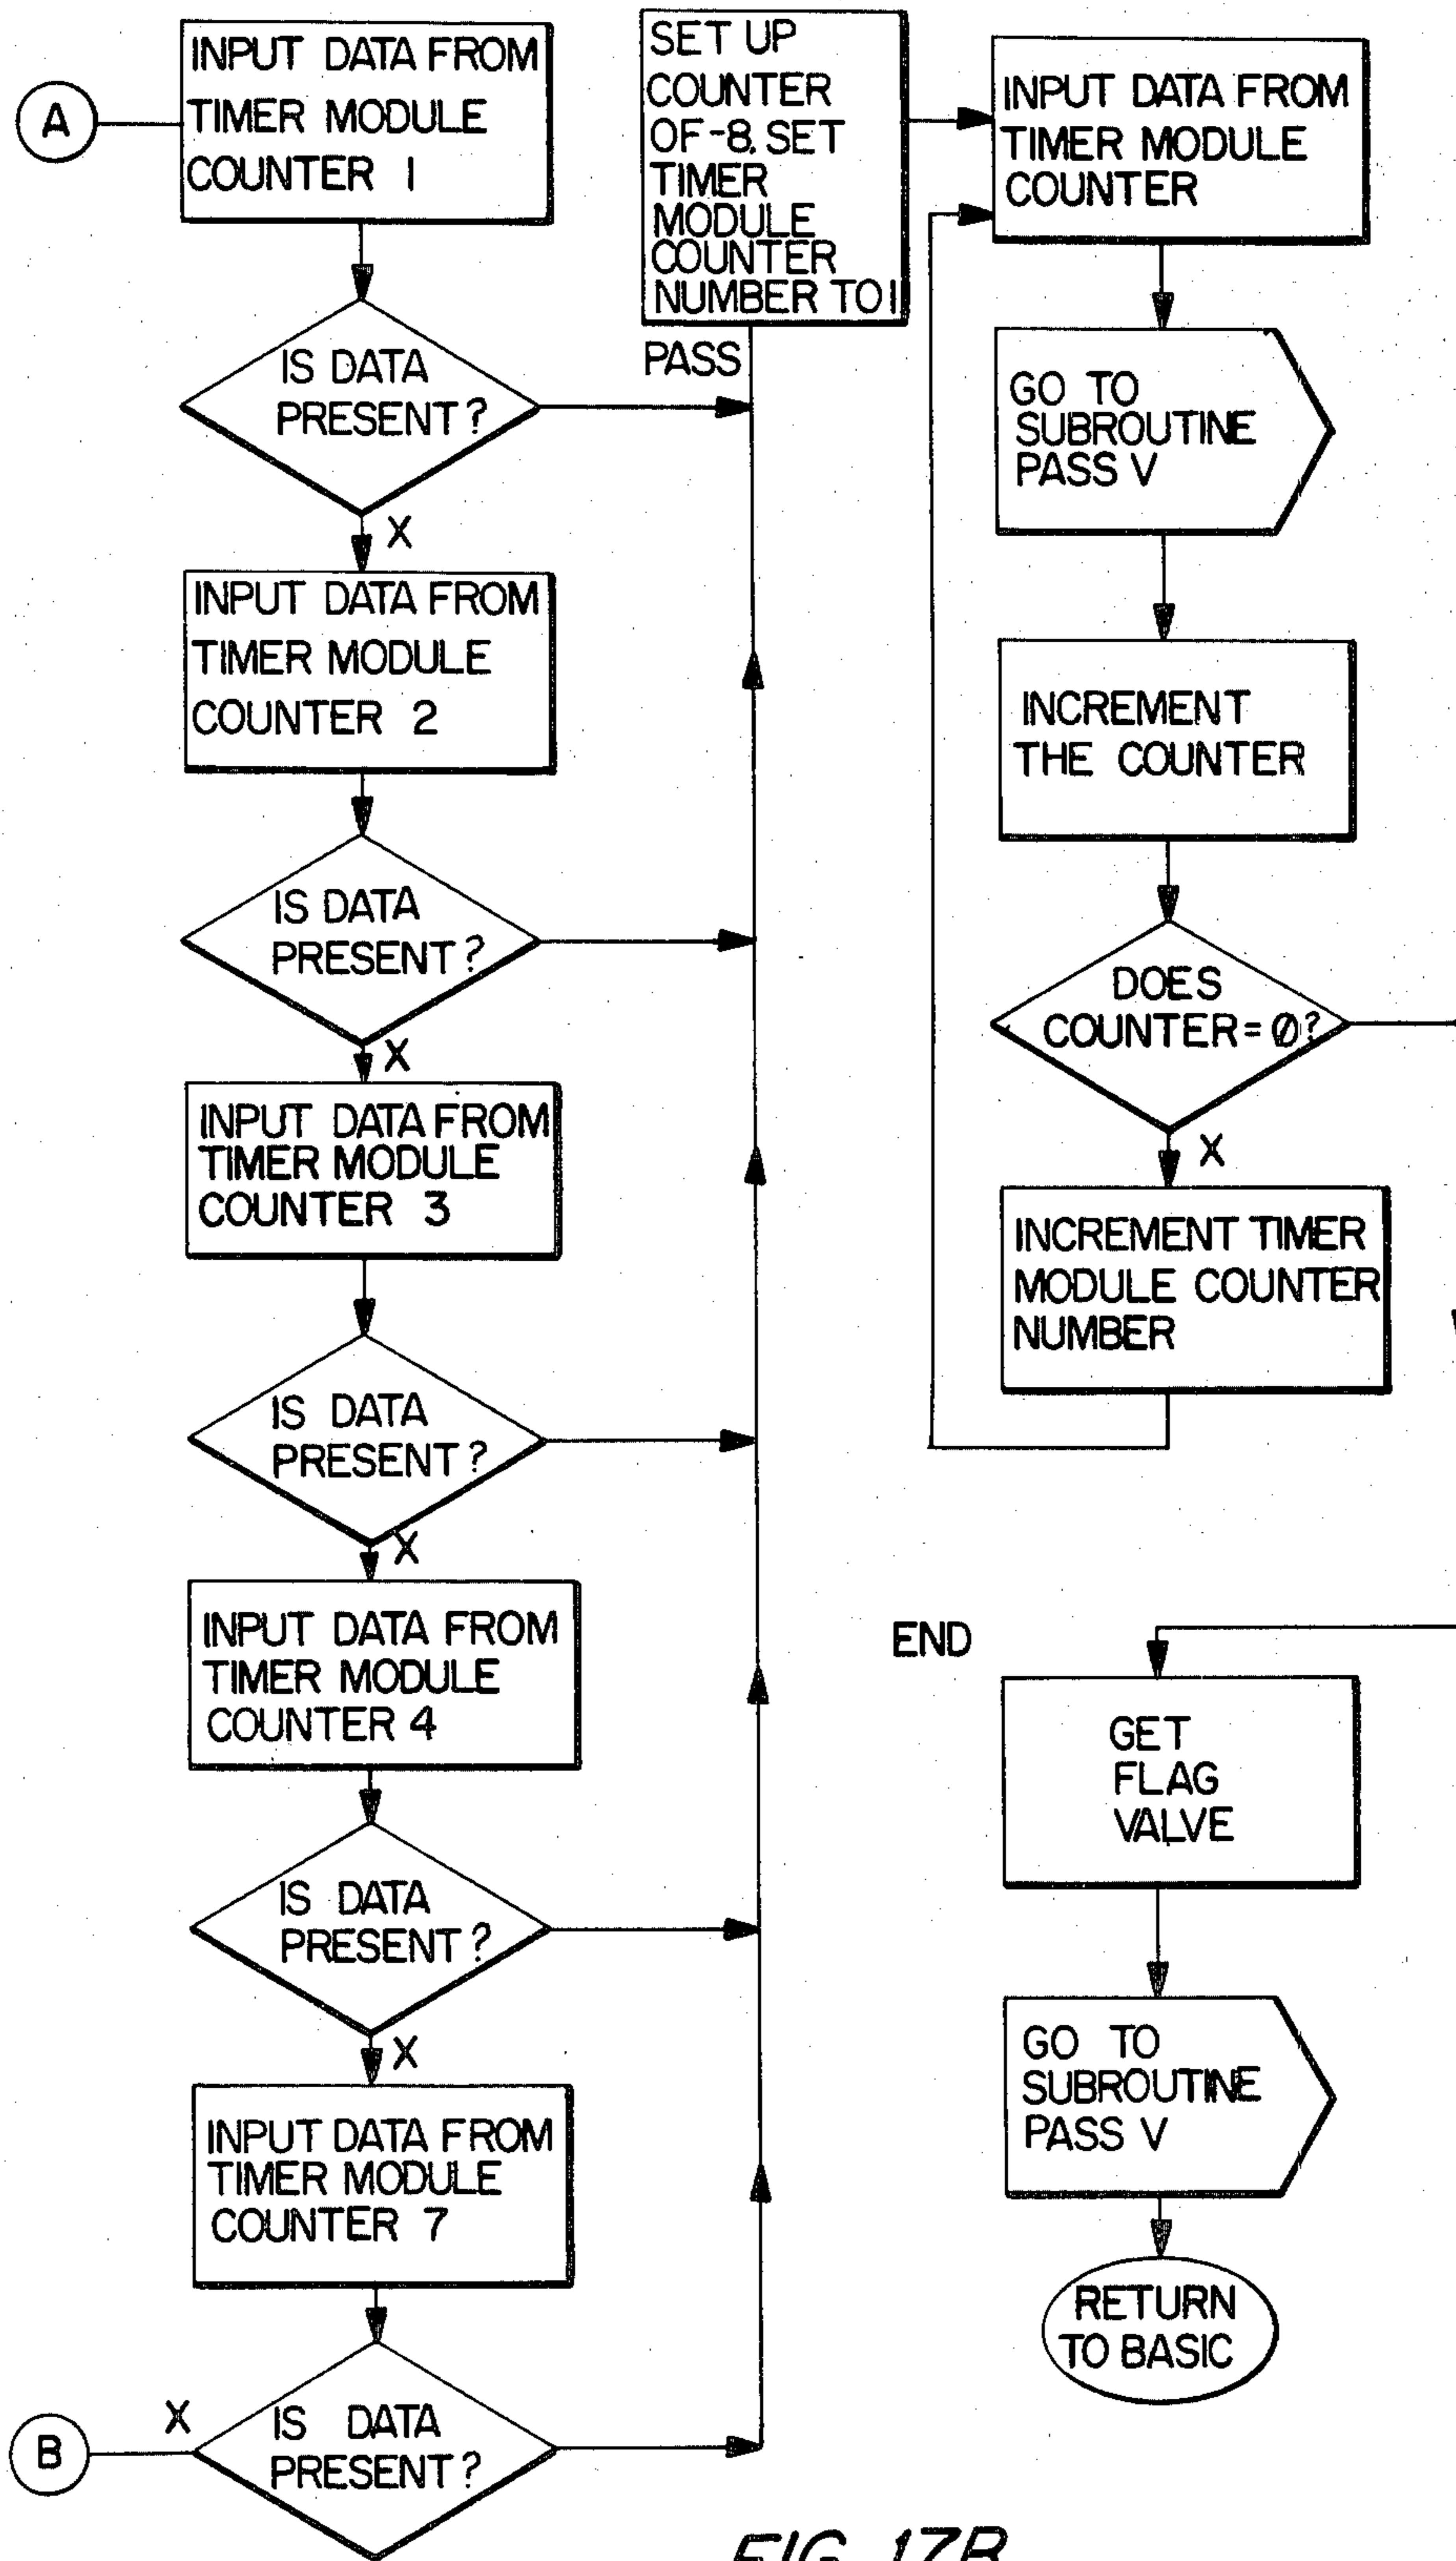 A
INPUT DATA FROM
TIMER MODULE
COUNTER 1
IS DATA
PRESENT?
X
INPUT DATA FROM
TIMER MODULE
COUNTER 2
IS DATA
PRESENT?
X
INPUT DATA FROM
TIMER MODULE
COUNTER 3
IS DATA
PRESENT?
X
INPUT DATA FROM
TIMER MODULE
COUNTER 4
IS DATA
PRESENT?
X
INPUT DATA FROM
TIMER MODULE
COUNTER 7
IS DATA
PRESENT?
X
B
SET UP
COUNTER
OF-8. SET
TIMER
MODULE
COUNTER
NUMBER TO 1
PASS
INPUT DATA FROM
TIMER MODULE
COUNTER
GO TO
SUBROUTINE
PASS V
INCREMENT
THE COUNTER
DOES
COUNTER=Ø?
X
INCREMENT TIMER
MODULE COUNTER
NUMBER
END
GET
FLAG
VALVE
GO TO
SUBROUTINE
PASS V
RETURN
TO BASIC
FIG. 17B